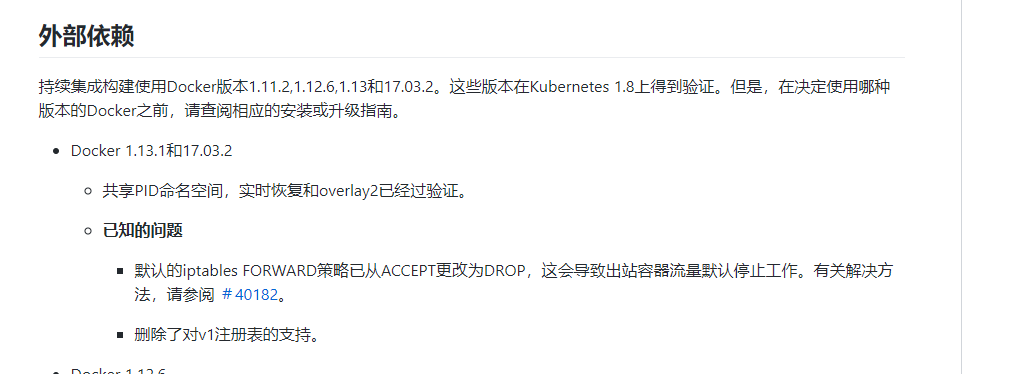 外部依赖
持续集成构建使用Docker版本1.11.2,1.12.6,1.13和17.03.2。这些版本在Kubernetes 1.8上得到验证。但是，在决定使用哪种
版本的Docker之前，请查阅相应的安装或升级指南。
Docker 1.13.1和17.03.2
共享PID命名空间，实时恢复和overlay2已经过验证。
已知的问题
默认的iptables FORWARD策略已从ACCEPT更改为DROP，这会导致出站容器流量默认停止工作。有关解决方
法，请参阅 ＃40182。
删除了对v1注册表的支持。
Docker 1.12.6